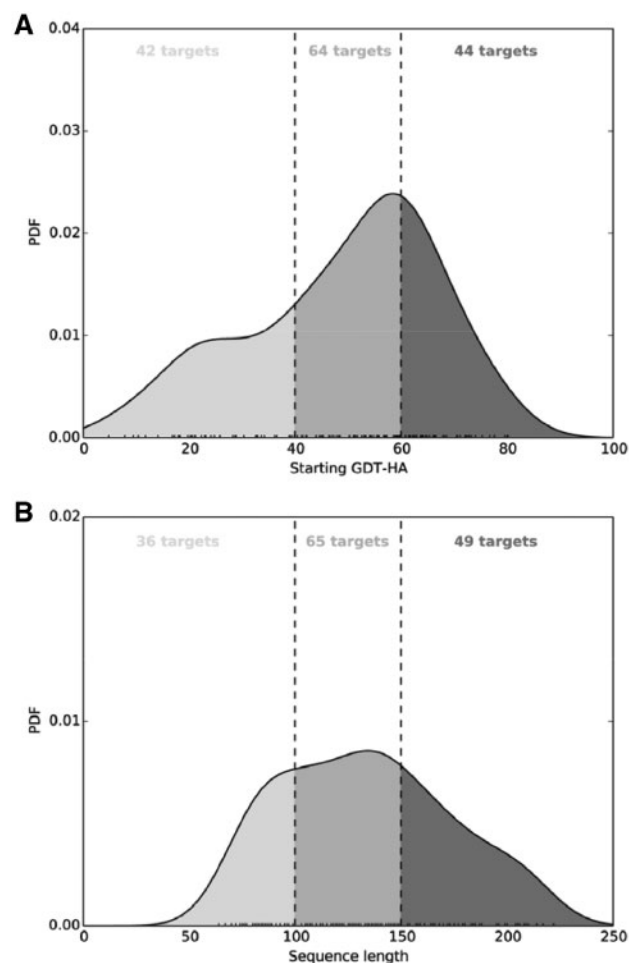 A
0.04
42 targets
64 targets
44 targets
0.03
PDF
0.02
0.01
0.00
0
20
40
60
80
100
Starting GDT-HA
B
0.02
36 targets
65 targets
49 targets
PDF
0.01
0.00
0
50
100
150
200
250
Sequence length